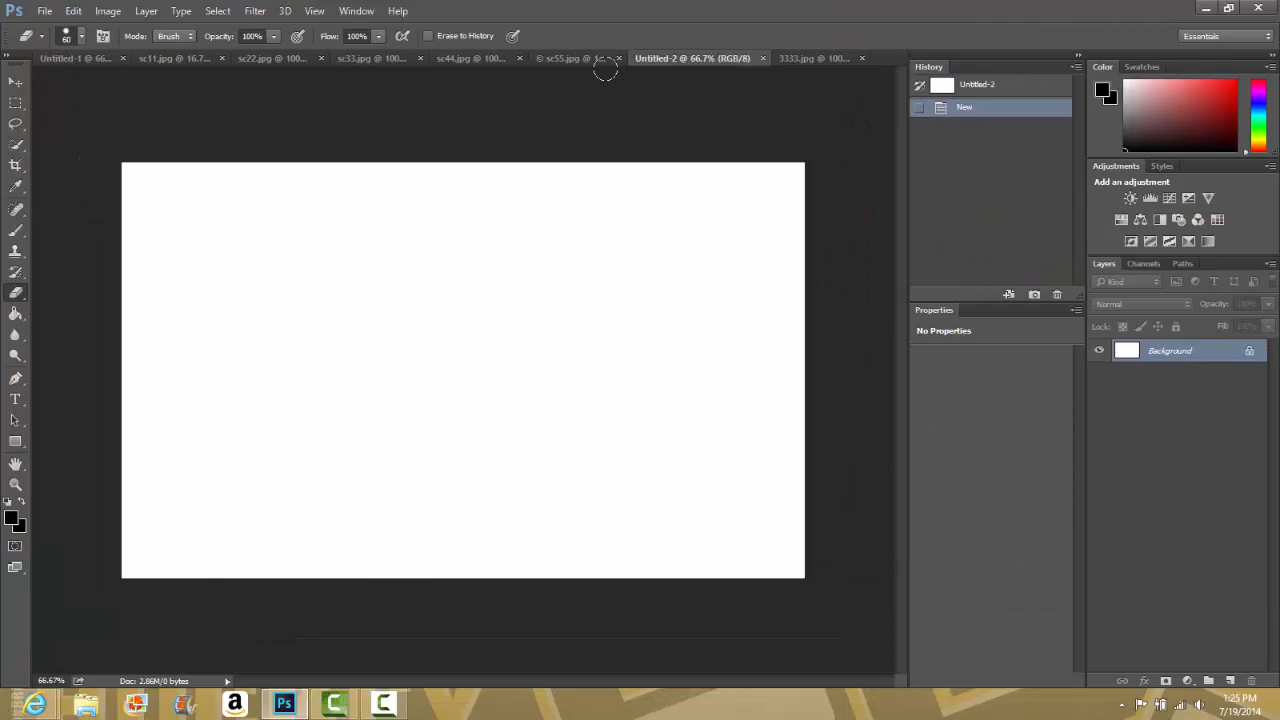 Ps File Edit Image Layer Type Select Filter 3D View Window Help
60 Mode: Brush Opacity: 100% Flow: 100% Erase to History Essentials
Untitled-1 @ 66... × sc11.jpg @ 16.7... × sc22.jpg @ 100... × sc33.jpg @ 100... × sc44.jpg @ 100... × © sc55.jpg @ 1... × Untitled-2 @ 66.7% (RGB/8) × 3333.jpg @ 100... ×
History
Untitled-2
New
Color Swatches
Adjustments Styles
Add an adjustment
Layers Channels Paths
Kind
Normal Opacity: 100%
Lock: Fill: 100%
Background
Properties
No Properties
66.67% Doc: 2.86M/0 bytes
a Ps C C
1:25 PM
7/19/2014